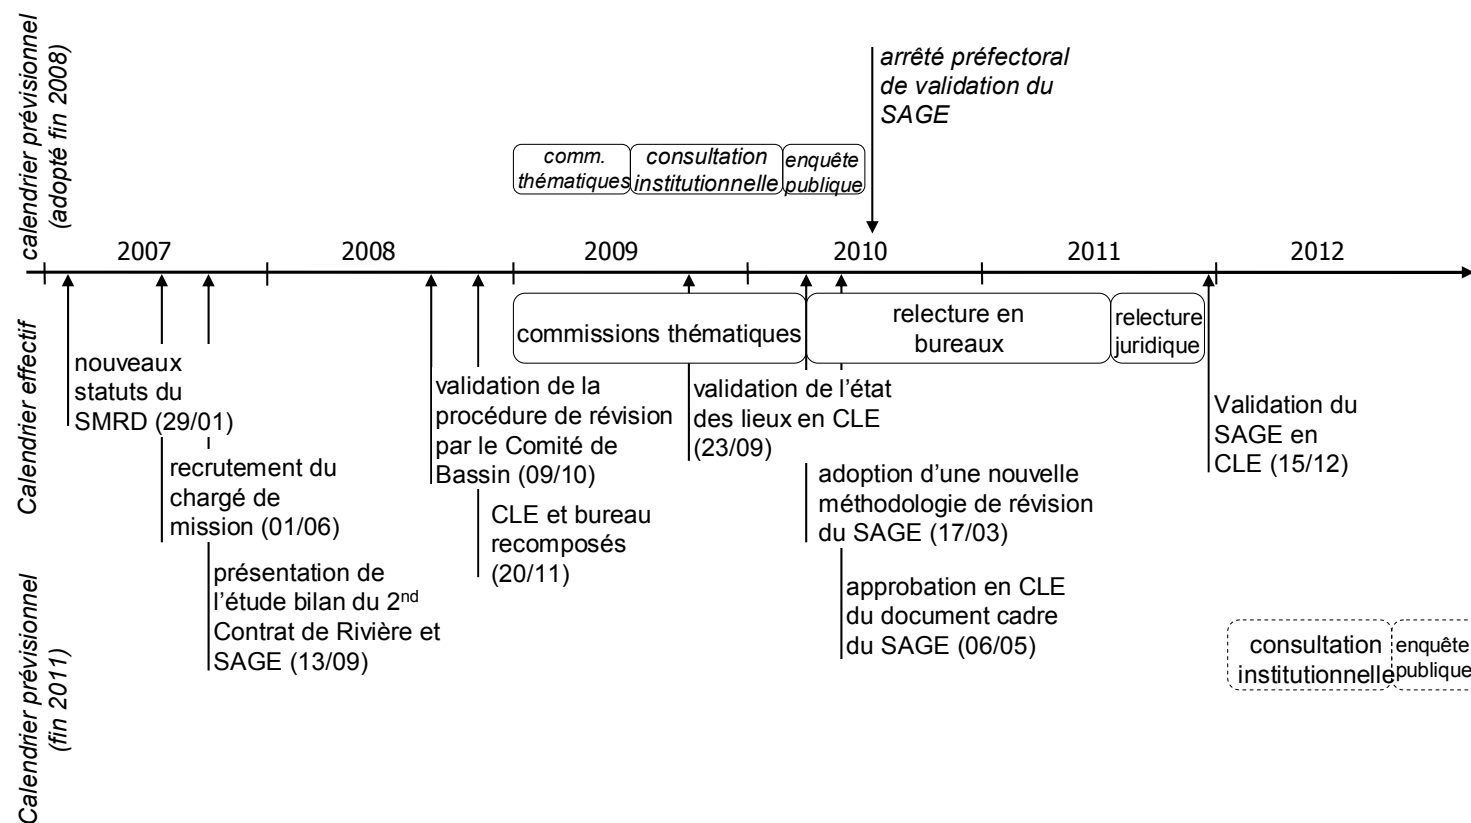 calendrier prévisionnel
(adopté fin 2008)
arrêté préfectoral
de validation du
SAGE
comm.
thématiques
consultation
institutionnelle
enquête
publique
2007
2008
2009
2010
2011
2012
Calendrier effectif
commissions thématiques
relecture en
bureaux
relecture
juridique
nouveaux
statuts du
SMRD (29/01)
recrutement du
chargé de
mission (01/06)
présentation de
l’étude bilan du 2nd
Contrat de Rivière et
SAGE (13/09)
validation de la
procédure de révision
par le Comité de
Bassin (09/10)
CLE et bureau
recomposés
(20/11)
validation de l’état
des lieux en CLE
(23/09)
adoption d’une nouvelle
méthodologie de révision
du SAGE (17/03)
approbation en CLE
du document cadre
du SAGE (06/05)
Validation du
SAGE en
CLE (15/12)
Calendrier prévisionnel
(fin 2011)
consultation
institutionnelle
enquête
publique